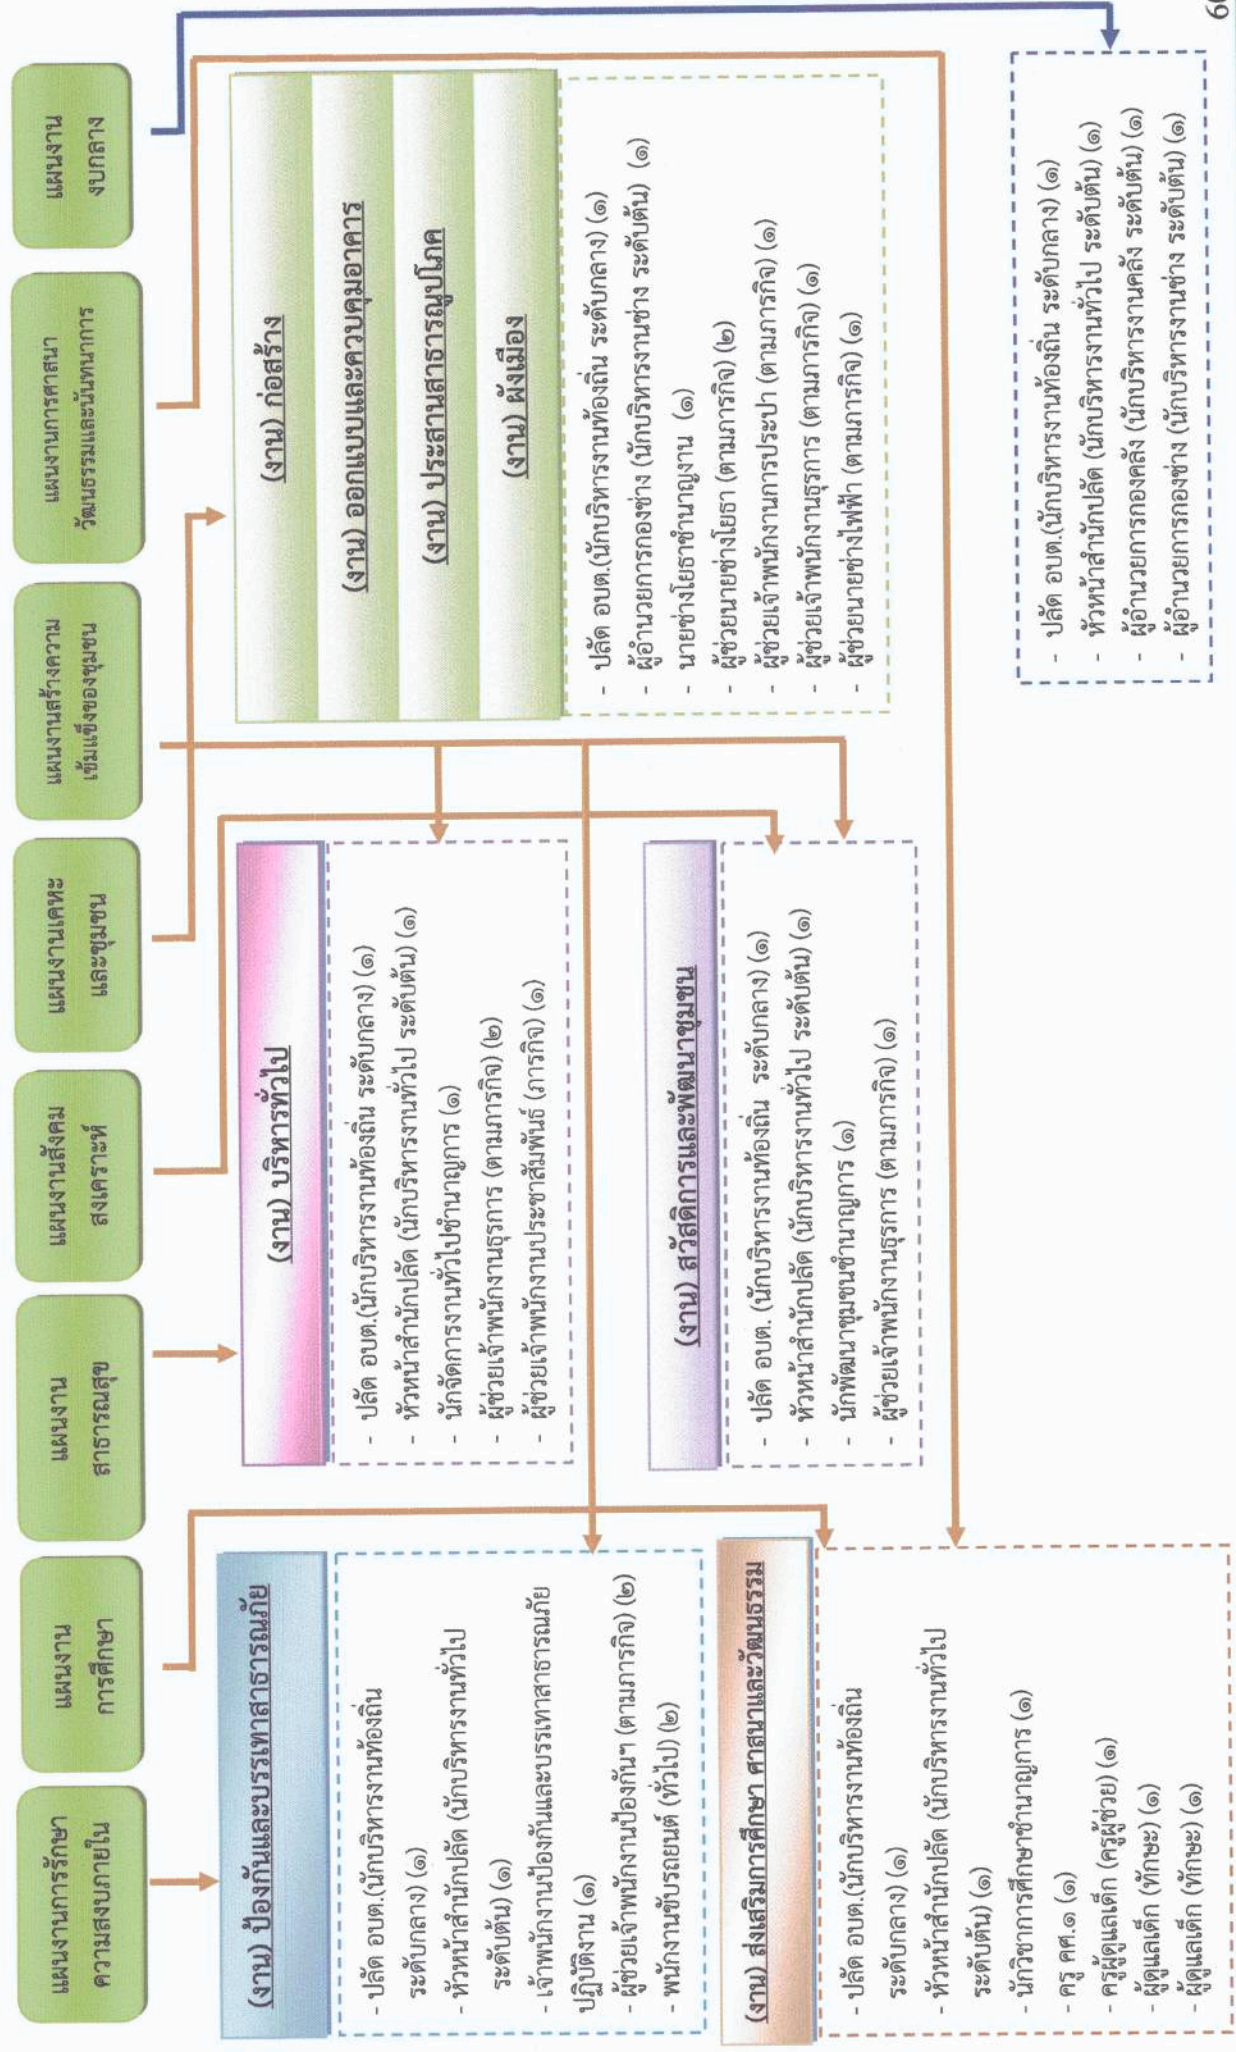 แผนงานการรักษา
ความสงบภายใน
แผนงาน
การศึกษา
แผนงาน
สาธารณสุข
แผนงานสังคม
สงเคราะห์
แผนงานเคหะ
และชุมชน
แผนงานสร้างความ
เข้มแข็งของชุมชน
แผนงานการศาสนา
วัฒนธรรมและนันทนาการ
แผนงาน
งบกลาง
(งาน) ป้องกันและบรรเทาสาธารณภัย
- ปลัด อบต.(นักบริหารงานท้องถิ่น
ระดับกลาง) (๑)
- หัวหน้าสำนักปลัด (นักบริหารงานทั่วไป
ระดับต้น) (๑)
- เจ้าพนักงานป้องกันและบรรเทาสาธารณภัย
ปฏิบัติงาน (๑)
- ผู้ช่วยเจ้าพนักงานป้องกันฯ (ตามภารกิจ) (๒)
- พนักงานขับรถยนต์ (ทั่วไป) (๒)
(งาน) ส่งเสริมการศึกษา ศาสนาและวัฒนธรรม
- ปลัด อบต.(นักบริหารงานท้องถิ่น
ระดับกลาง) (๑)
- หัวหน้าสำนักปลัด (นักบริหารงานทั่วไป
ระดับต้น) (๑)
- นักวิชาการศึกษาชำนาญการ (๑)
- ครู คศ.๑ (๑)
- ครูผู้ดูแลเด็ก (ครูผู้ช่วย) (๑)
- ผู้ดูแลเด็ก (ทักษะ) (๑)
- ผู้ดูแลเด็ก (ทักษะ) (๑)
(งาน) บริหารทั่วไป
- ปลัด อบต.(นักบริหารงานท้องถิ่น ระดับกลาง) (๑)
- หัวหน้าสำนักปลัด (นักบริหารงานทั่วไป ระดับต้น) (๑)
- นักจัดการงานทั่วไปชำนาญการ (๑)
- ผู้ช่วยเจ้าพนักงานธุรการ (ตามภารกิจ) (๒)
- ผู้ช่วยเจ้าพนักงานประชาสัมพันธ์ (ภารกิจ) (๑)
(งาน) สวัสดิการและพัฒนาชุมชน
- ปลัด อบต. (นักบริหารงานท้องถิ่น ระดับกลาง) (๑)
- หัวหน้าสำนักปลัด (นักบริหารงานทั่วไป ระดับต้น) (๑)
- นักพัฒนาชุมชนชำนาญการ (๑)
- ผู้ช่วยเจ้าพนักงานธุรการ (ตามภารกิจ) (๑)
(งาน) ก่อสร้าง
(งาน) ออกแบบและควบคุมอาคาร
(งาน) ประสานสาธารณูปโภค
(งาน) ผังเมือง
- ปลัด อบต.(นักบริหารงานท้องถิ่น ระดับกลาง) (๑)
- ผู้อำนวยการกองช่าง (นักบริหารงานช่าง ระดับต้น) (๑)
- นายช่างโยธาชำนาญงาน (๑)
- ผู้ช่วยนายช่างโยธา (ตามภารกิจ) (๒)
- ผู้ช่วยเจ้าพนักงานการประปา (ตามภารกิจ) (๑)
- ผู้ช่วยเจ้าพนักงานธุรการ (ตามภารกิจ) (๑)
- ผู้ช่วยนายช่างไฟฟ้า (ตามภารกิจ) (๑)
- ปลัด อบต.(นักบริหารงานท้องถิ่น ระดับกลาง) (๑)
- หัวหน้าสำนักปลัด (นักบริหารงานทั่วไป ระดับต้น) (๑)
- ผู้อำนวยการกองคลัง (นักบริหารงานคลัง ระดับต้น) (๑)
- ผู้อำนวยการกองช่าง (นักบริหารงานช่าง ระดับต้น) (๑)